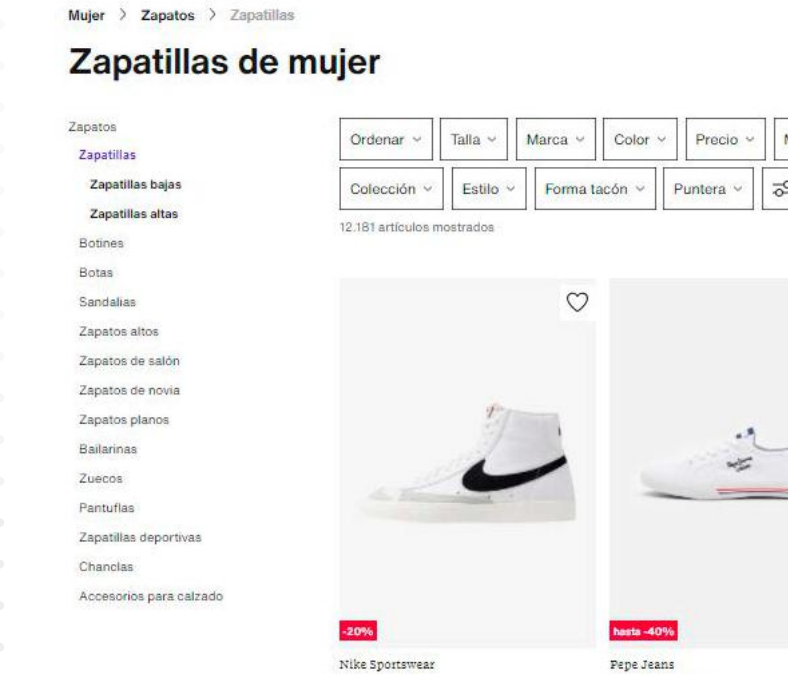 Mujer > Zapatos > Zapatillas
Zapatillas de mujer
Zapatos
Zapatillas
Zapatillas bajas
Zapatillas altas
Botines
Botas
Sandalias
Zapatos altos
Zapatos de salón
Zapatos de novia
Zapatos planos
Bailarinas
Zuecos
Pantuflas
Zapatillas deportivas
Chanclas
Accesorios para calzado
Ordenar Talla Marca Color Precio
Colección Estilo Forma tacón Puntera
12.181 artículos mostrados
-20%
Nike Sportswear
hasta -40%
Pepe Jeans